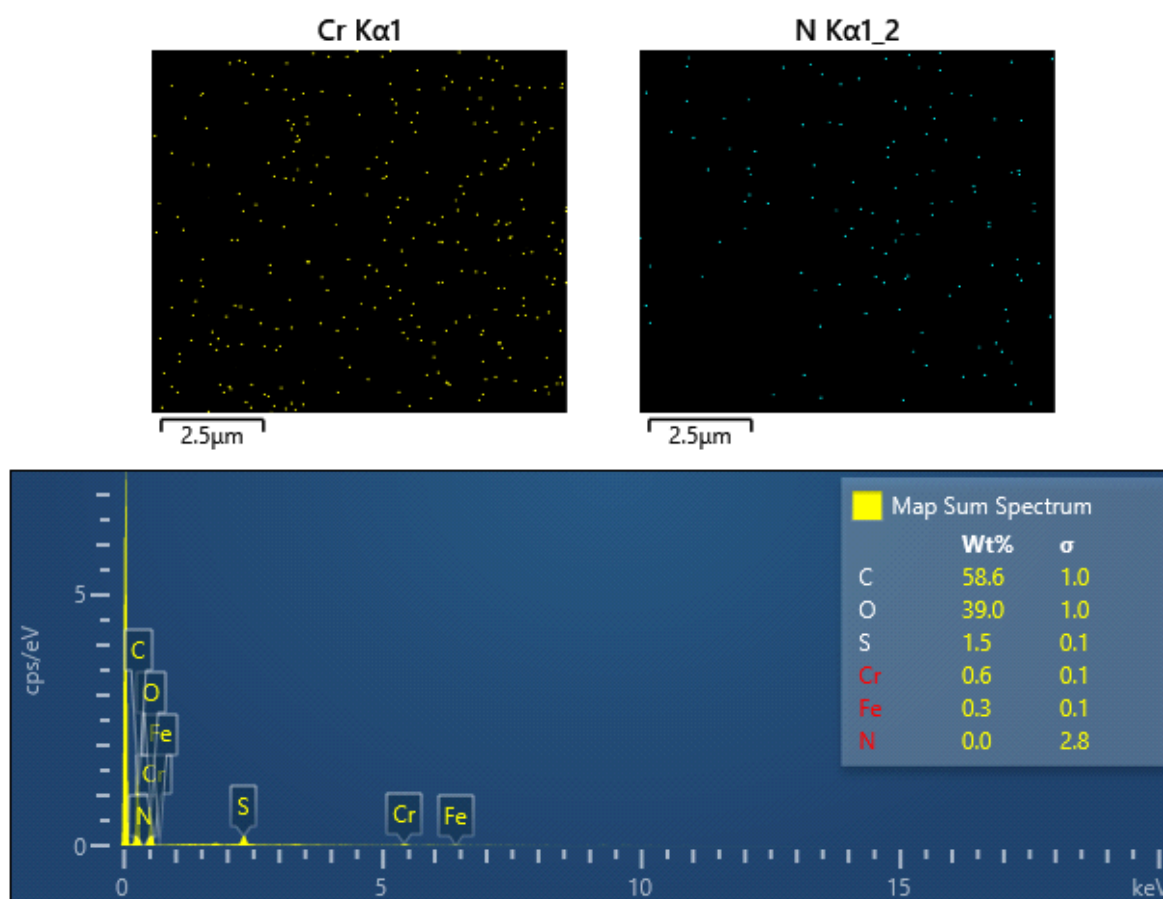 Cr Kα1
N Kα1_2
2.5μm
2.5μm
Map Sum Spectrum
Wt% σ
C 58.6 1.0
O 39.0 1.0
S 1.5 0.1
Cr 0.6 0.1
Fe 0.3 0.1
N 0.0 2.8
cps/eV
5
0
C
O
Fe
Cr
N
S
Cr
Fe
0 5 10 15 keV